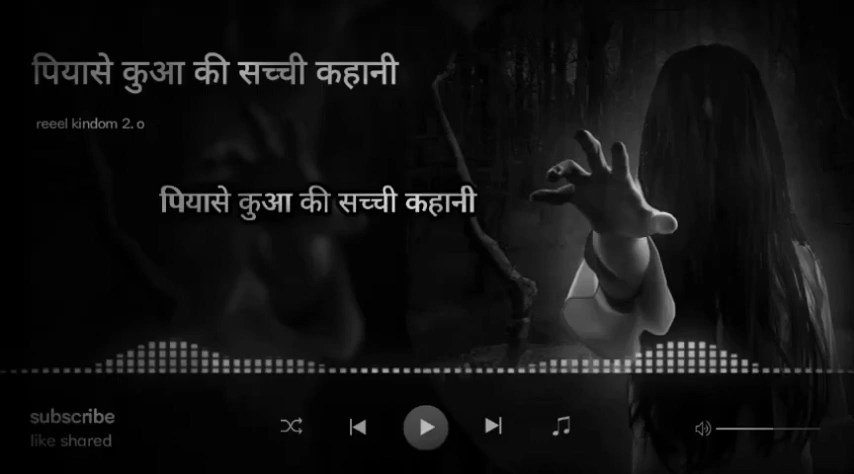 पियासे कुआ की सच्ची कहानी
reeel kindom 2. o
पियासे कुआ की सच्ची कहानी
subscribe
like shared